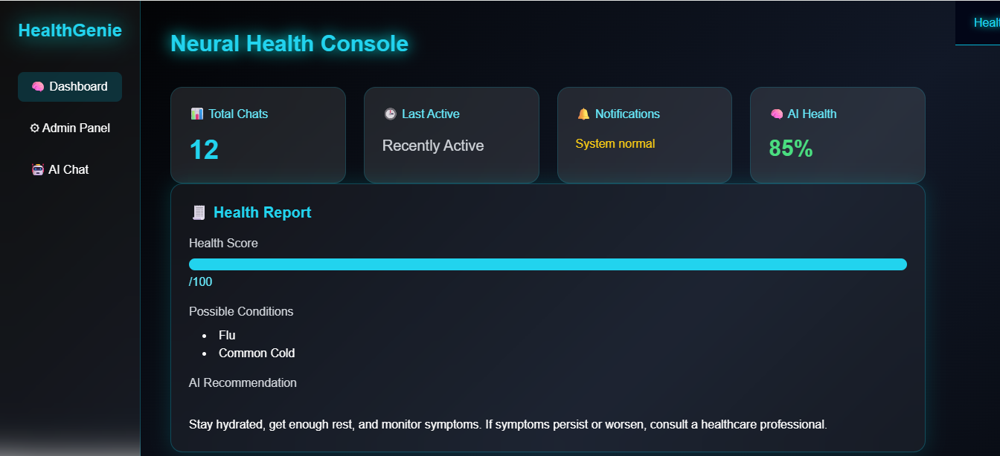 HealthGenie
Dashboard
Admin Panel
AI Chat
Neural Health Console
Total Chats
12
Last Active
Recently Active
Notifications
System normal
AI Health
85%
Health Report
Health Score
/100
Possible Conditions
Flu
Common Cold
AI Recommendation
Stay hydrated, get enough rest, and monitor symptoms. If symptoms persist or worsen, consult a healthcare professional.